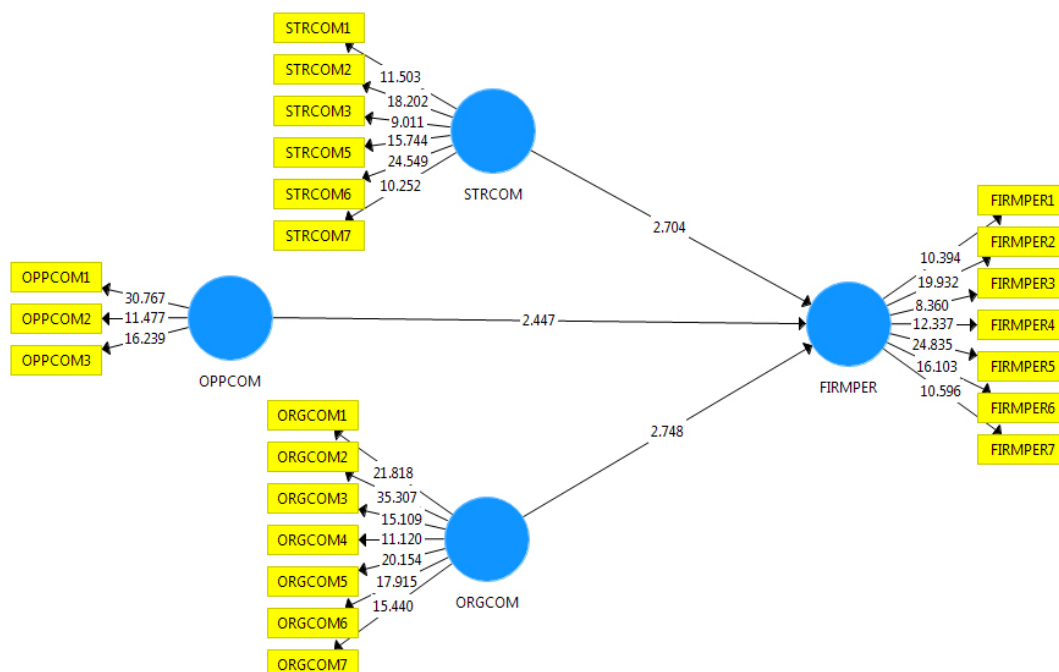 STRCOM1
STRCOM2
STRCOM3
STRCOM5
STRCOM6
STRCOM7
11.503
18.202
9.011
15.744
24.549
10.252
STRCOM
2.704
OPPCOM1
OPPCOM2
OPPCOM3
30.767
11.477
16.239
OPPCOM
2.447
ORGCOM1
ORGCOM2
ORGCOM3
ORGCOM4
ORGCOM5
ORGCOM6
ORGCOM7
21.818
35.307
15.109
11.120
20.154
17.915
15.440
ORGCOM
2.748
FIRMPER
10.394
19.932
8.360
12.337
24.835
16.103
10.596
FIRMPER1
FIRMPER2
FIRMPER3
FIRMPER4
FIRMPER5
FIRMPER6
FIRMPER7